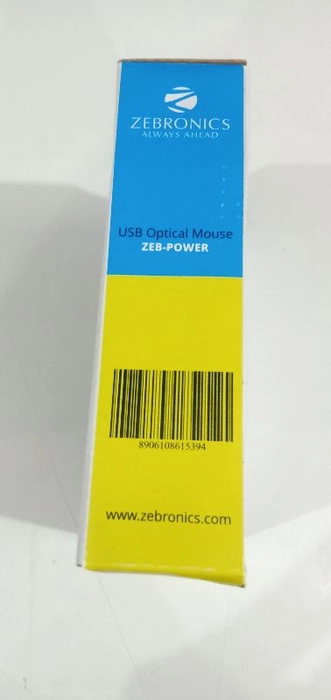 ZEBRONICS
ALWAYS AHEAD
USB Optical Mouse
ZEB-POWER
8906108615394
www.zebronics.com